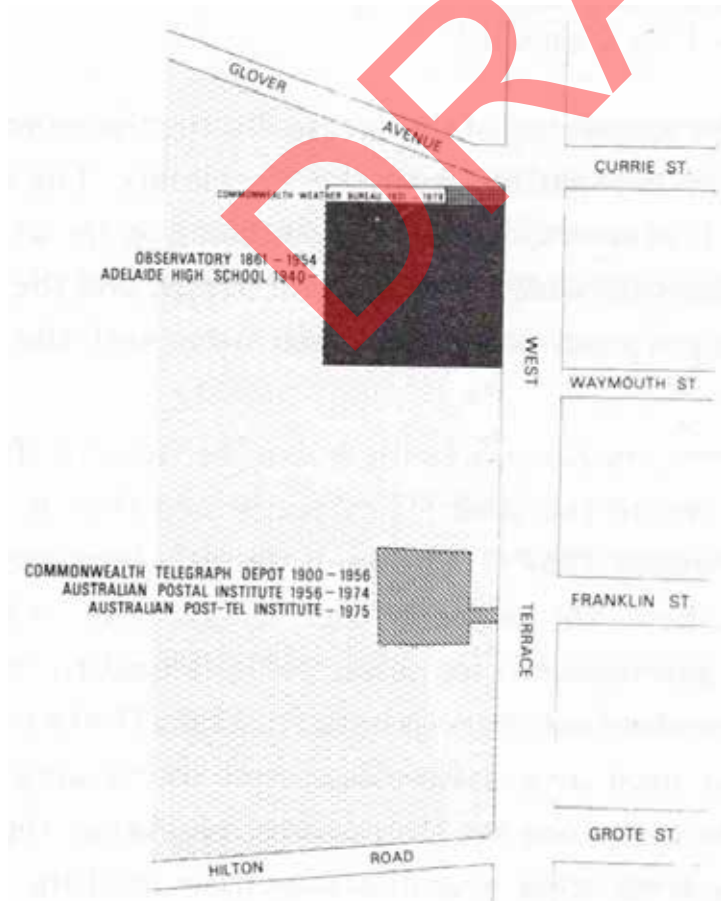 DRA
GLOVER
AVENUE
CURRIE ST.
COMMONWEALTH WEATHER BUREAU
OBSERVATORY 1861 – 1954
ADELAIDE HIGH SCHOOL 1940 –
WEST
WAYMOUTH ST
COMMONWEALTH TELEGRAPH DEPOT 1900 – 1956
AUSTRALIAN POSTAL INSTITUTE 1956 – 1974
AUSTRALIAN POST-TEL INSTITUTE – 1975
FRANKLIN ST.
TERRACE
GROTE ST.
HILTON
ROAD